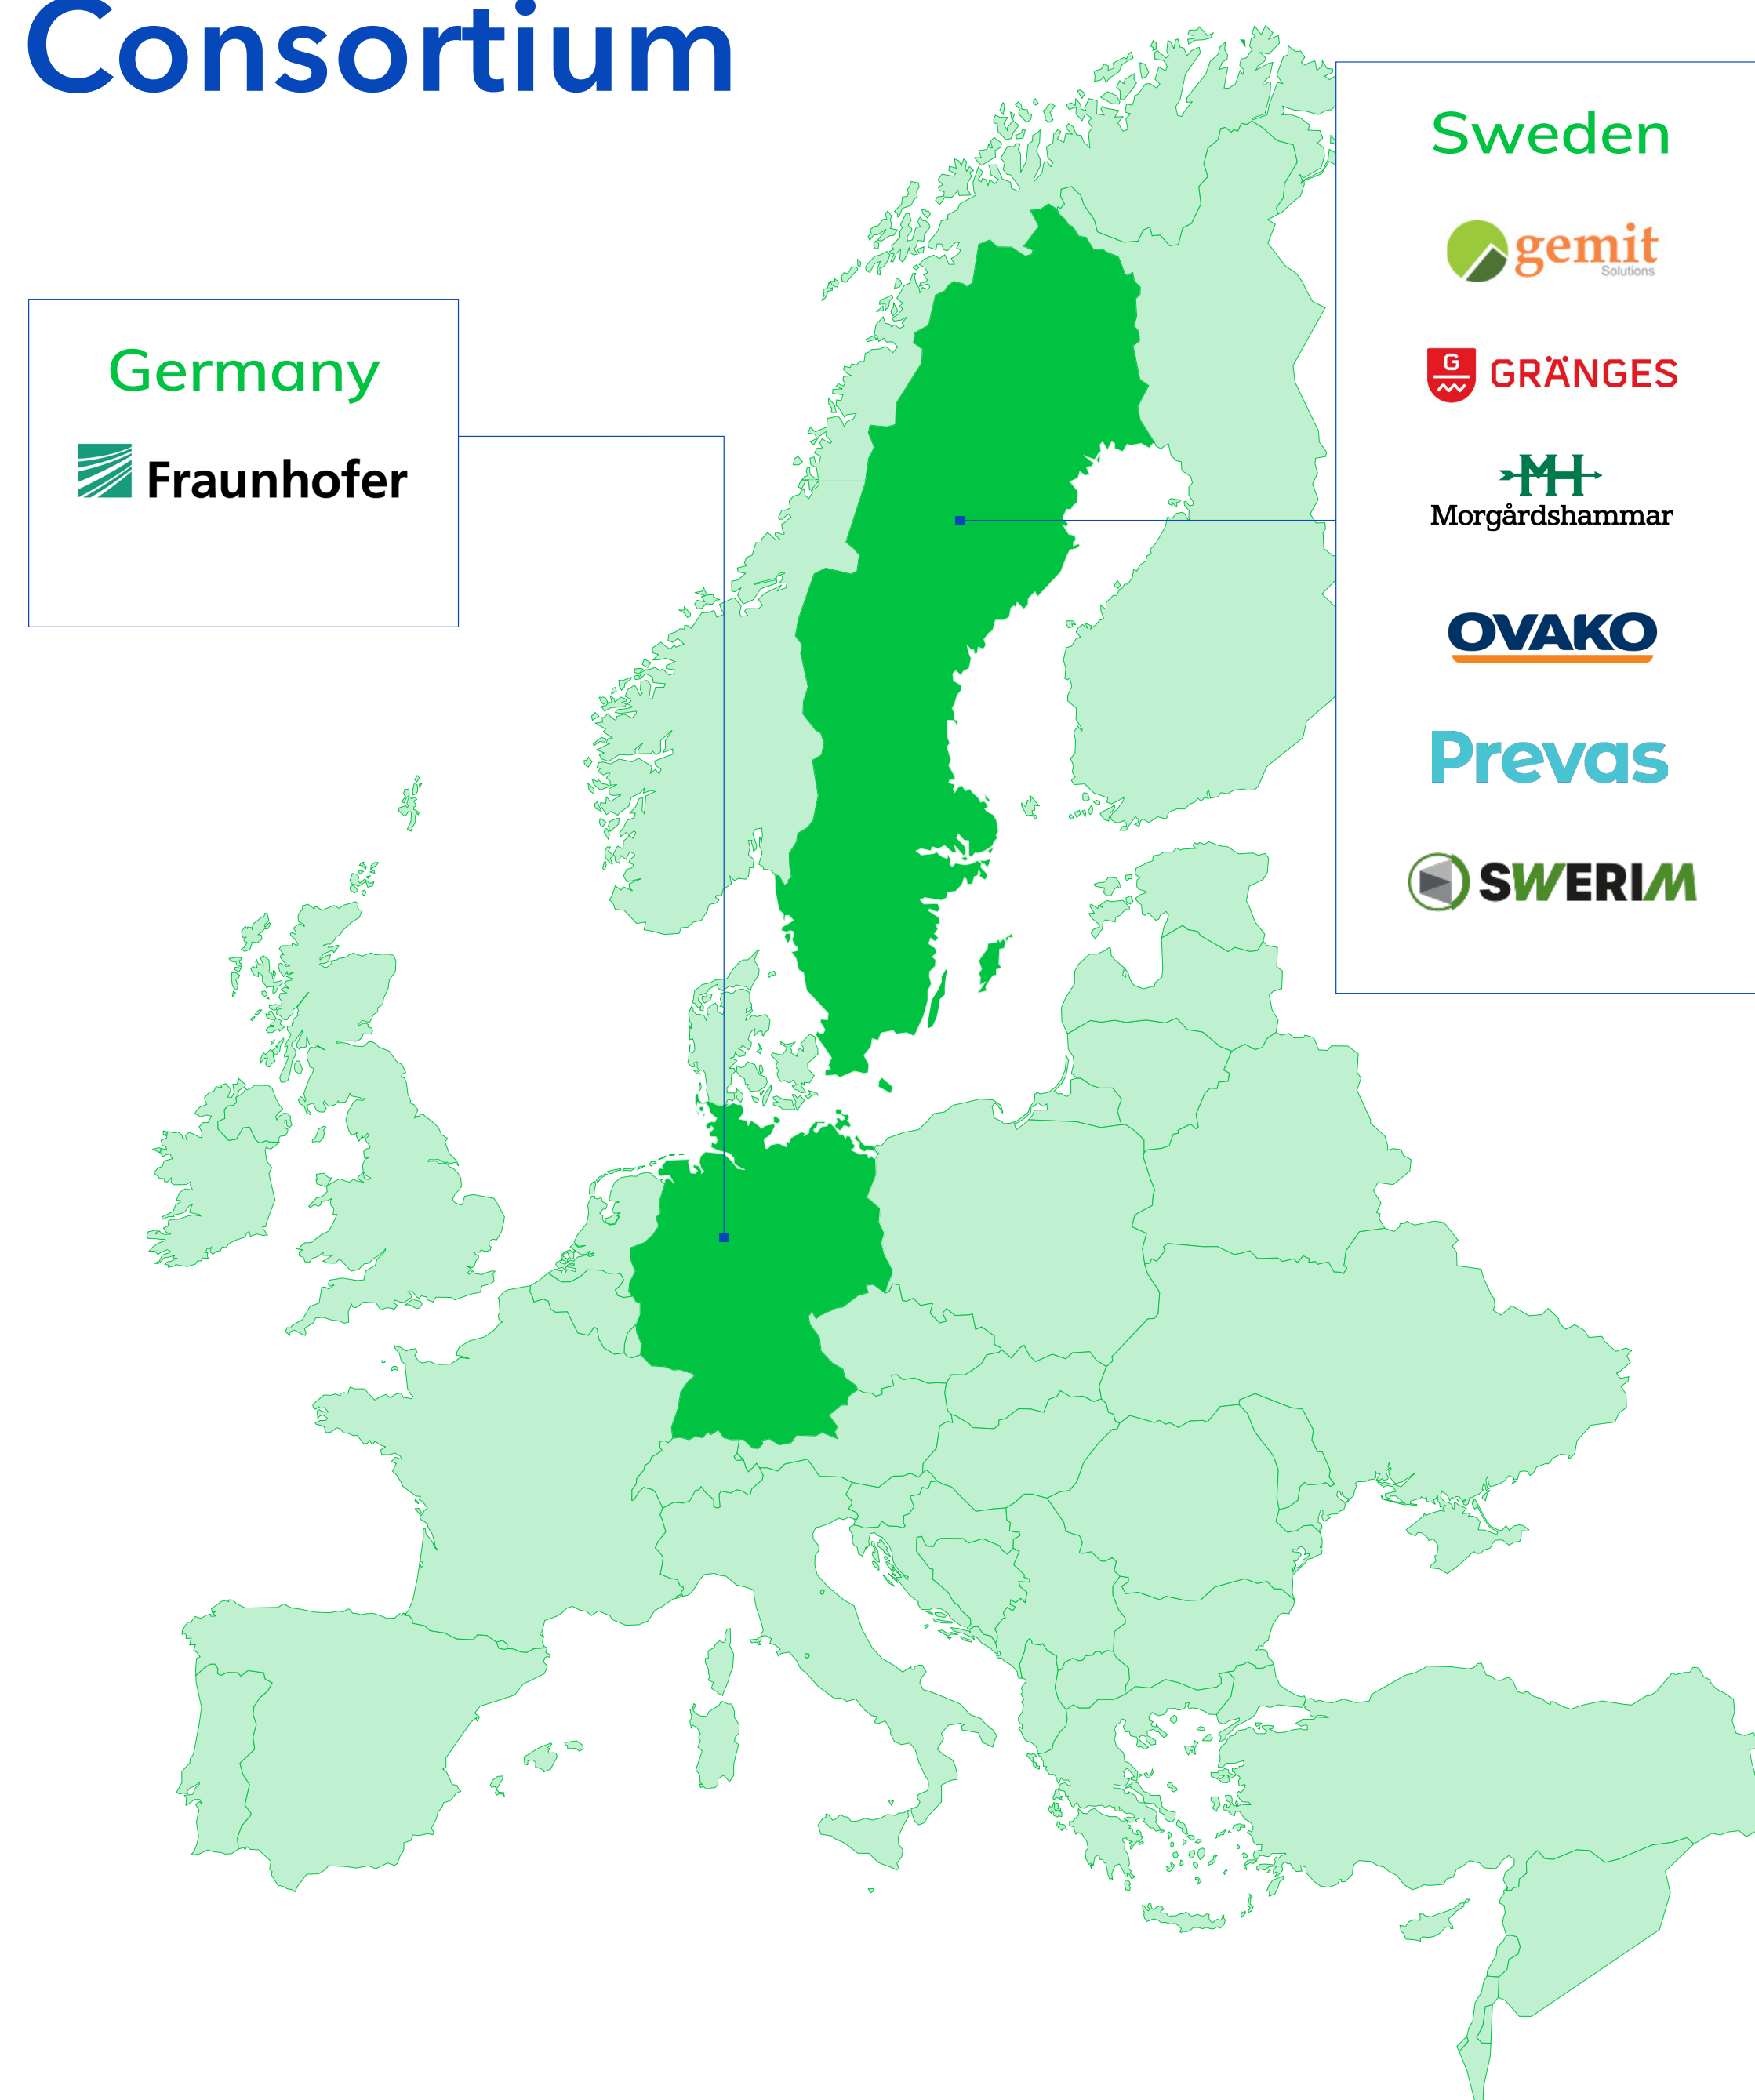 Consortium
Germany
Fraunhofer
Sweden
gemit
Solutions
G
GRÄNGES
MH
Morgårdshammar
OVAKO
Prevas
SWERIM